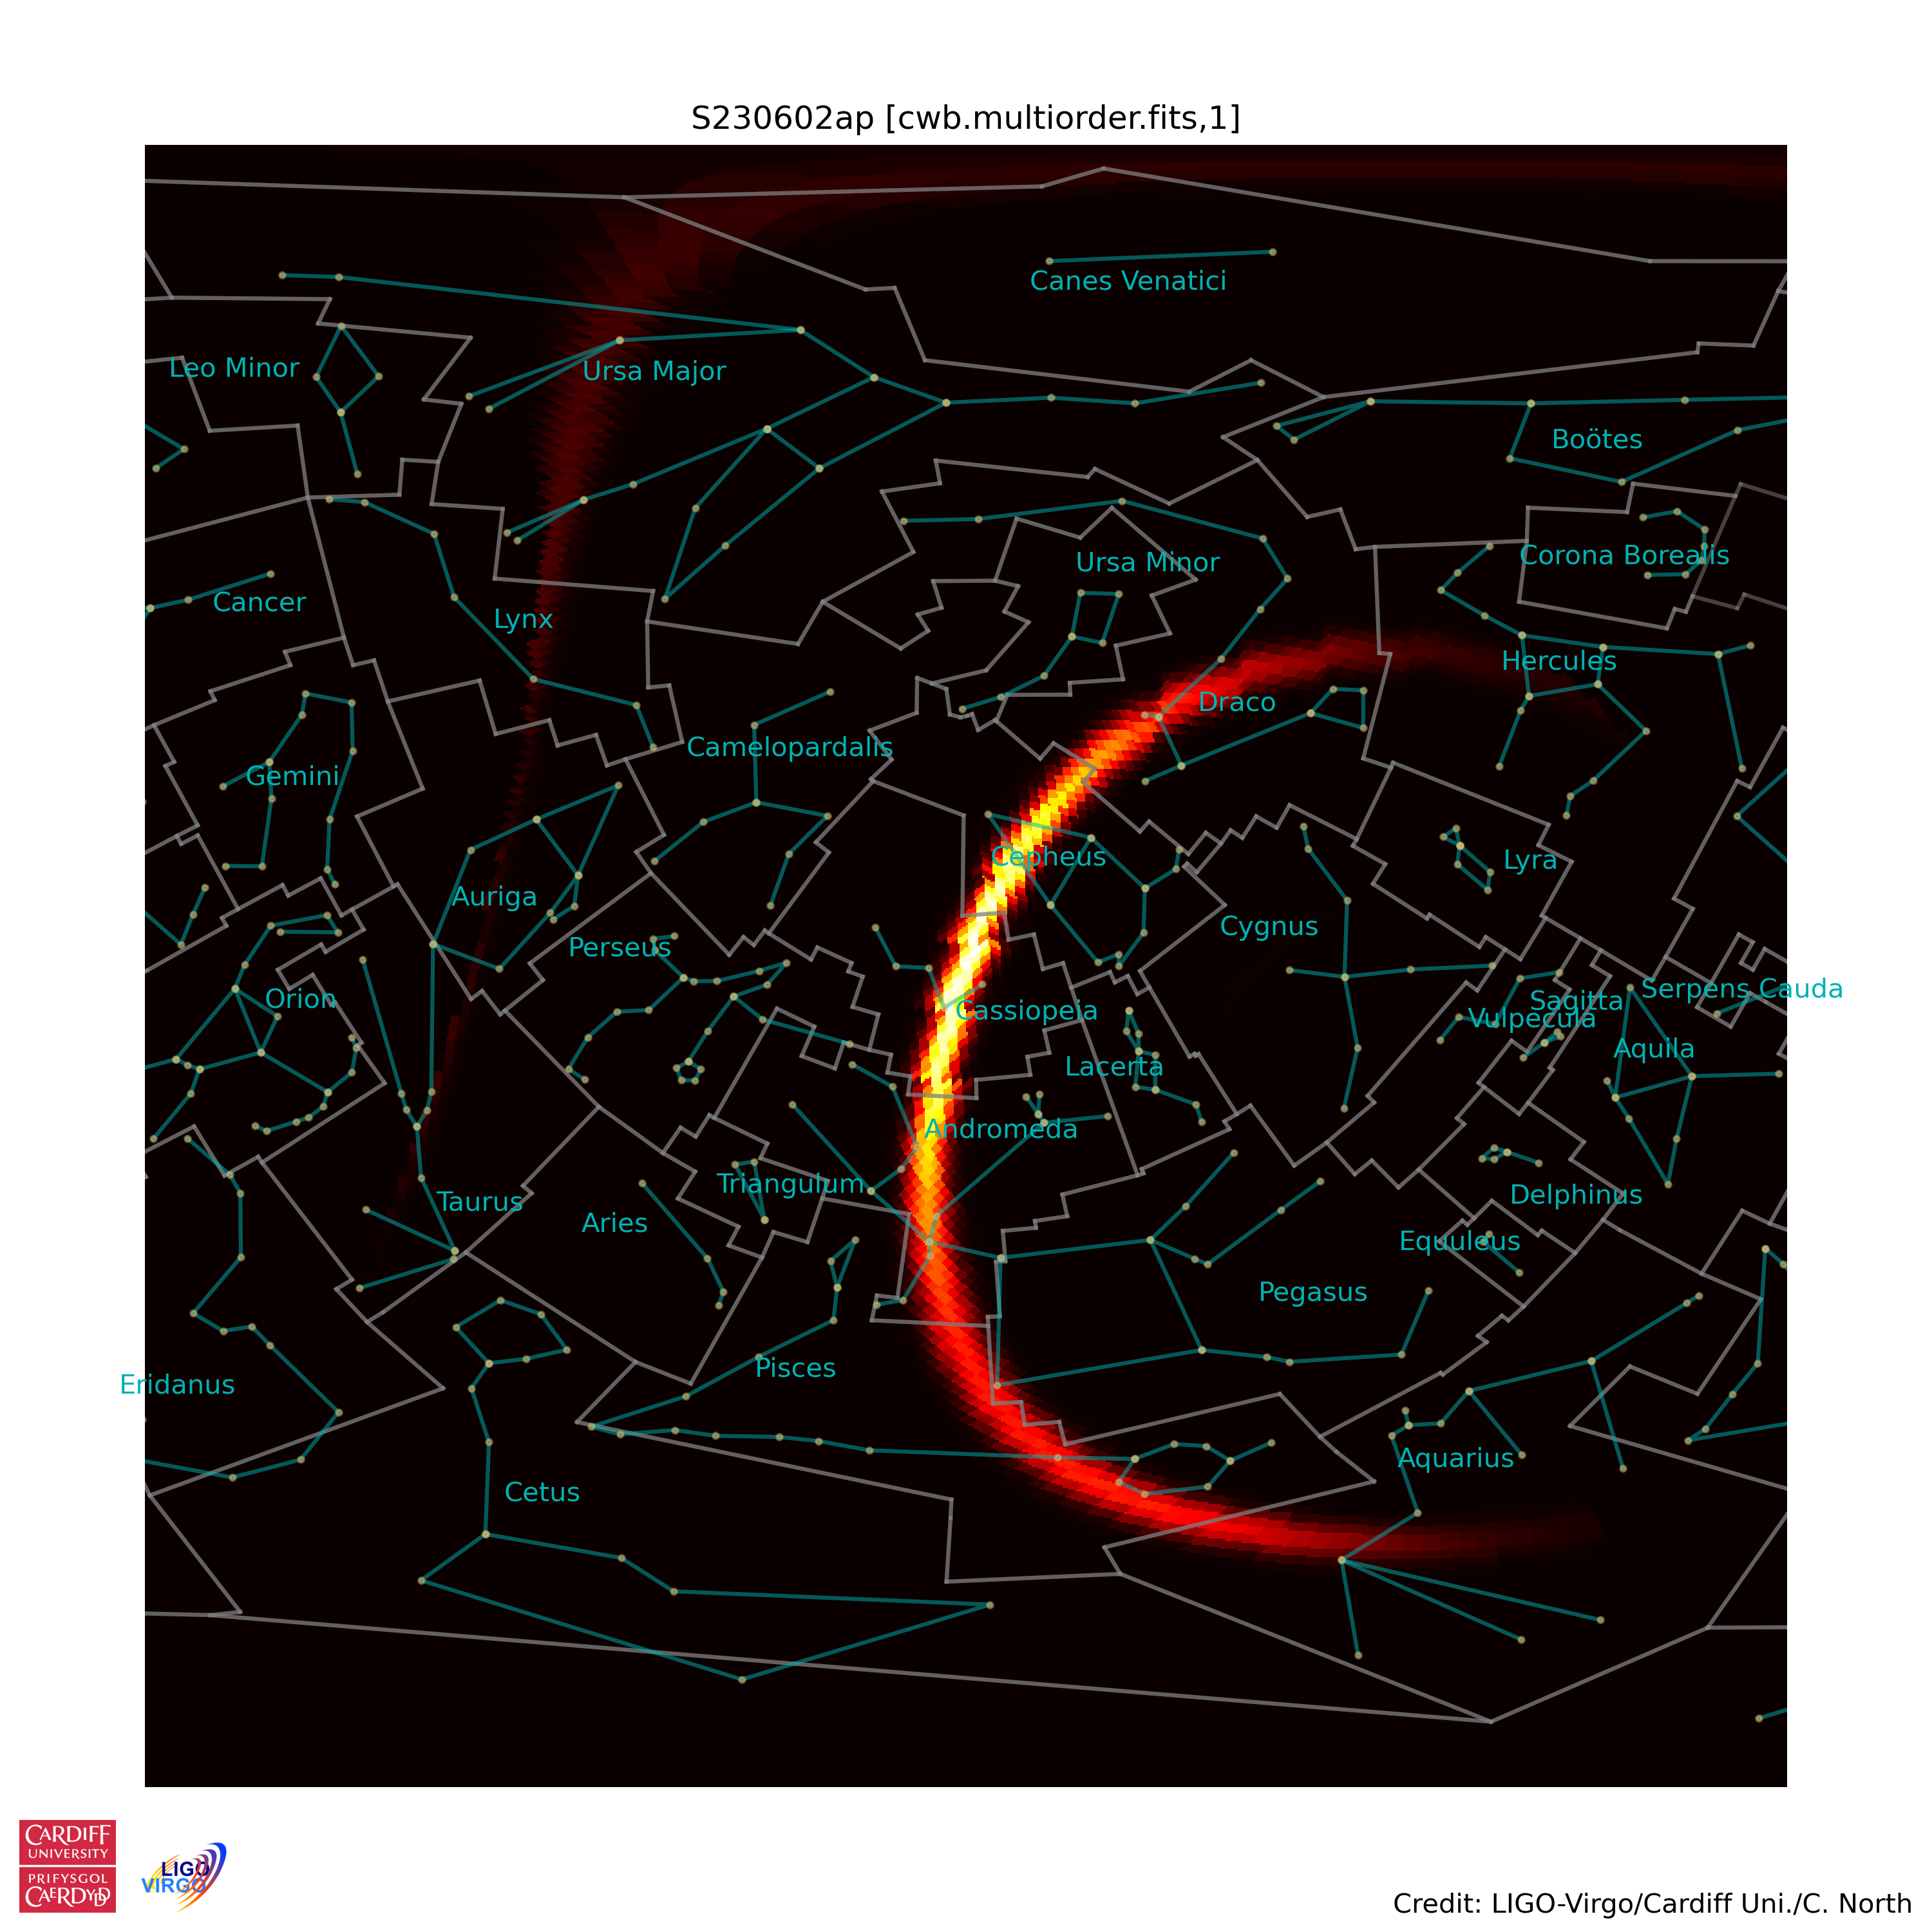 S230602ap [cwb.multiorder.fits,1]
Canes Venatici
Leo Minor
Ursa Major
Boötes
Corona Borealis
Ursa Minor
Cancer
Lynx
Hercules
Draco
Camelopardalis
Gemini
Cepheus
Lyra
Auriga
Cygnus
Perseus
Serpens Cauda
Orion
Sagitta
Cassiopeia
Vulpecula
Aquila
Lacerta
Andromeda
Triangulum
Delphinus
Taurus
Aries
Equuleus
Pegasus
Pisces
Eridanus
Aquarius
Cetus
CARDIFF
UNIVERSITY
PRIFYSGOL
CAERDYDD
LIGO
VIRGO
Credit: LIGO-Virgo/Cardiff Uni./C. North